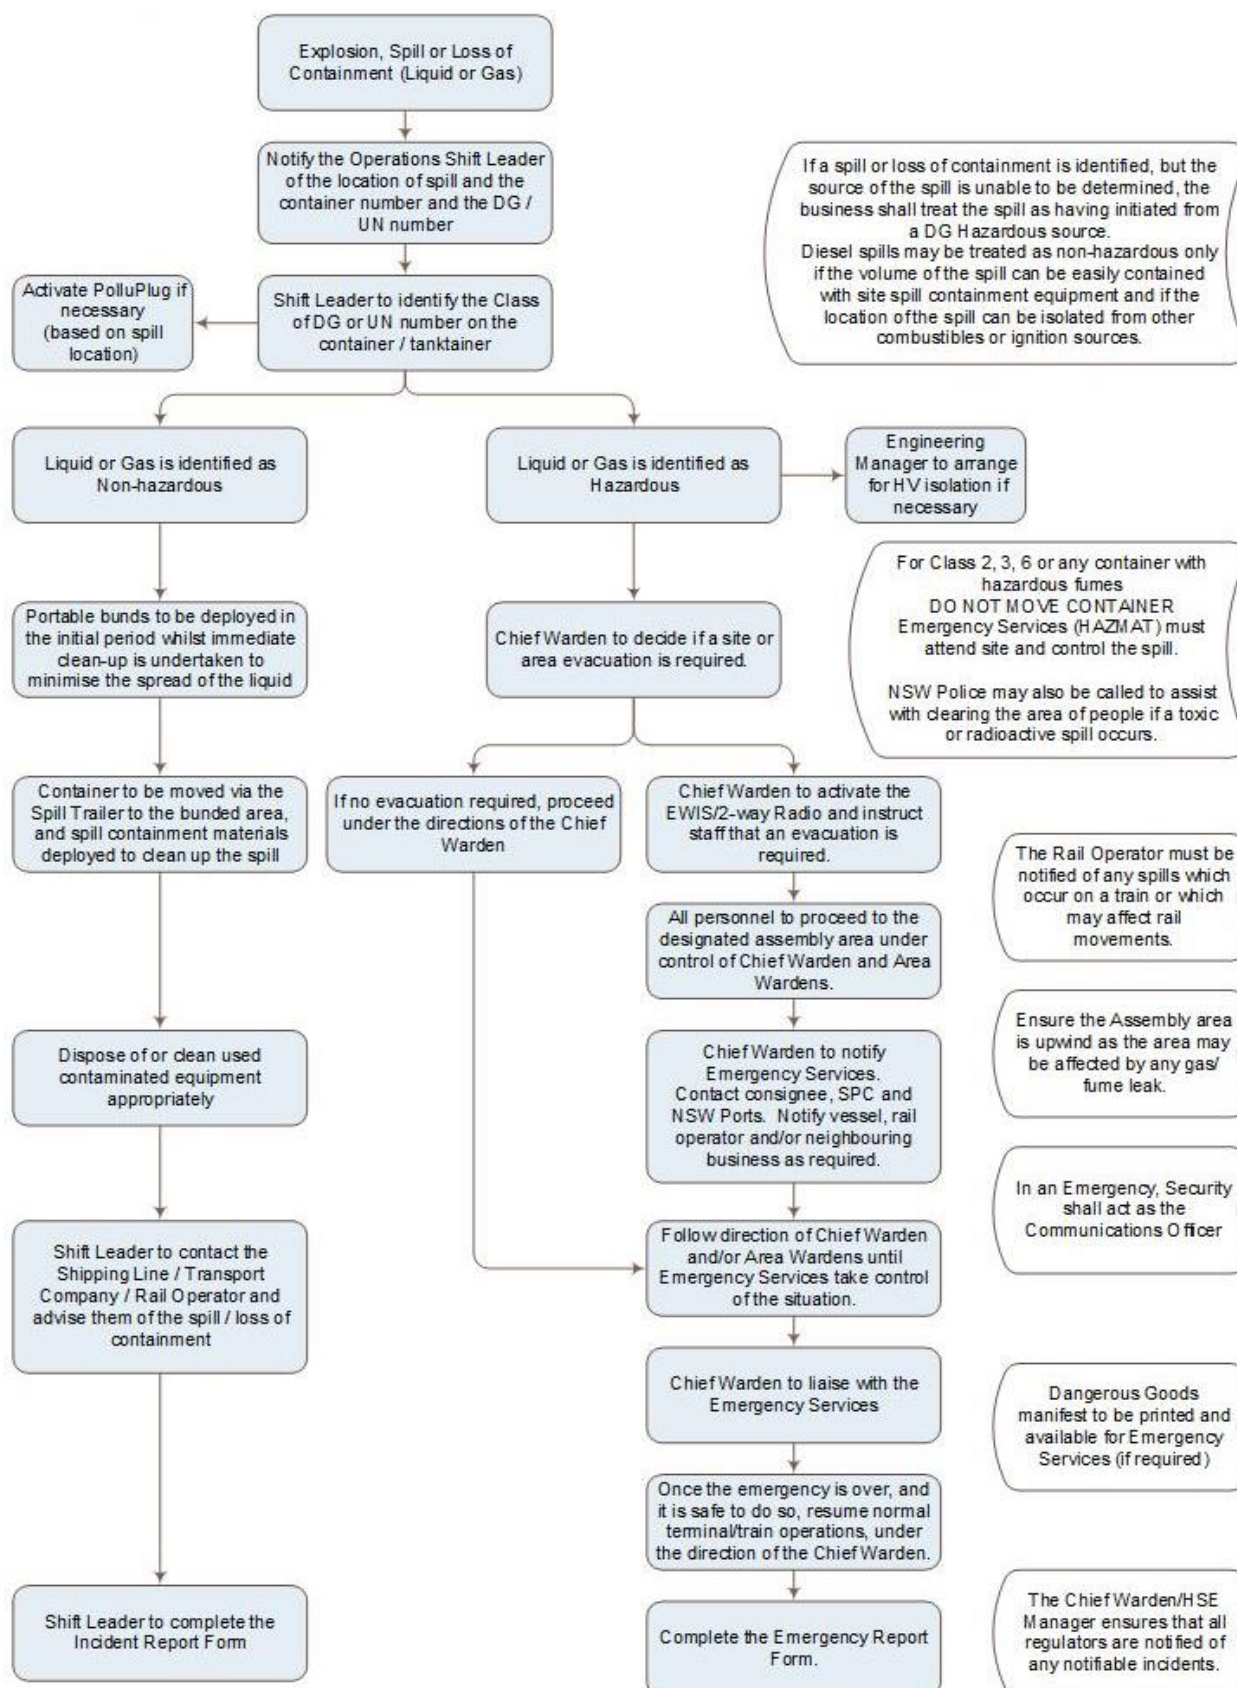 Explosion, Spill or Loss of
Containment (Liquid or Gas)
Notify the Operations Shift Leader
of the location of spill and the
container number and the DG /
UN number
If a spill or loss of containment is identified, but the
source of the spill is unable to be determined, the
business shall treat the spill as having initiated from
a DG Hazardous source.
Diesel spills may be treated as non-hazardous only
if the volume of the spill can be easily contained
with site spill containment equipment and if the
location of the spill can be isolated from other
combustibles or ignition sources.
Activate PolluPlug if
necessary
(based on spill
location)
Shift Leader to identify the Class
of DG or UN number on the
container / tanktainer
Liquid or Gas is identified as
Non-hazardous
Liquid or Gas is identified as
Hazardous
Engineering
Manager to arrange
for HV isolation if
necessary
For Class 2, 3, 6 or any container with
hazardous fumes
DO NOT MOVE CONTAINER
Emergency Services (HAZMAT) must
attend site and control the spill.
NSW Police may also be called to assist
with clearing the area of people if a toxic
or radioactive spill occurs.
Portable bunds to be deployed in
the initial period whilst immediate
clean-up is undertaken to
minimise the spread of the liquid
Chief Warden to decide if a site or
area evacuation is required.
Container to be moved via the
Spill Trailer to the bunded area,
and spill containment materials
deployed to clean up the spill
If no evacuation required, proceed
under the directions of the Chief
Warden
Chief Warden to activate the
EWIS/2-way Radio and instruct
staff that an evacuation is
required.
The Rail Operator must be
notified of any spills which
occur on a train or which
may affect rail
movements.
All personnel to proceed to the
designated assembly area under
control of Chief Warden and Area
Wardens.
Ensure the Assembly area
is upwind as the area may
be affected by any gas/
fume leak.
Dispose of or clean used
contaminated equipment
appropriately
Chief Warden to notify
Emergency Services.
Contact consignee, SPC and
NSW Ports. Notify vessel, rail
operator and/or neighbouring
business as required.
In an Emergency, Security
shall act as the
Communications Officer
Shift Leader to contact the
Shipping Line / Transport
Company / Rail Operator and
advise them of the spill / loss of
containment
Follow direction of Chief Warden
and/or Area Wardens until
Emergency Services take control
of the situation.
Chief Warden to liaise with the
Emergency Services
Dangerous Goods
manifest to be printed and
available for Emergency
Services (if required)
Once the emergency is over, and
it is safe to do so, resume normal
terminal/train operations, under
the direction of the Chief Warden.
Shift Leader to complete the
Incident Report Form
Complete the Emergency Report
Form.
The Chief Warden/HSE
Manager ensures that all
regulators are notified of
any notifiable incidents.